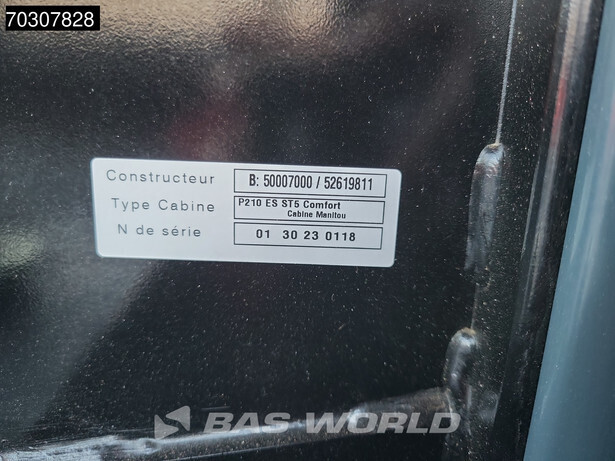 70307828
Constructeur B: 50007000 / 52619811
Type Cabine P210 ES ST5 Comfort
Cabine Manitou
N de série 01 30 23 0118
BAS WORLD